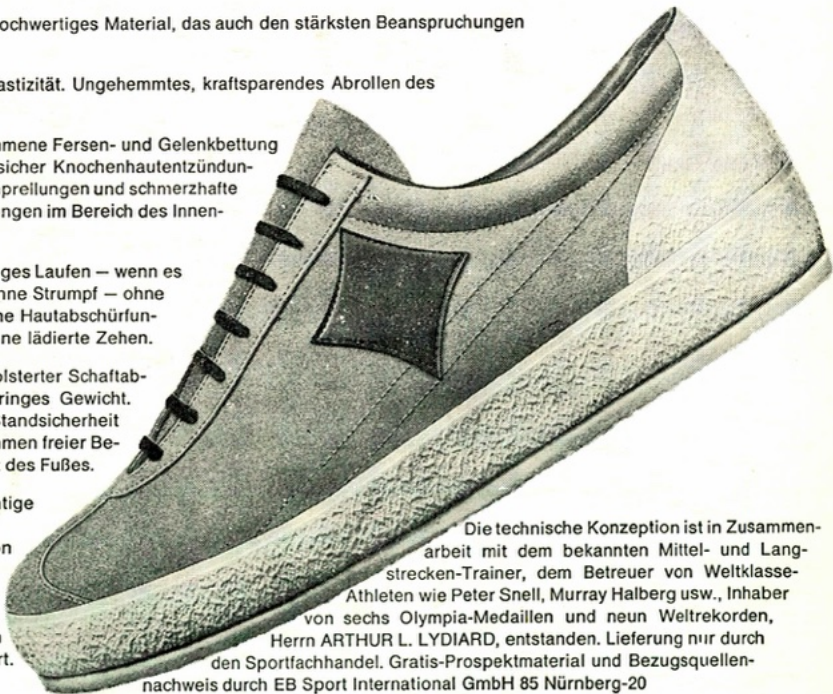 ochwertiges Material, das auch den stärksten Beanspruchungen
astizität. Ungehemmtes, kraftsparendes Abrollen des
mmene Fersen- und Gelenkbettung
sicher Knochenhautentzündun-
prellungen und schmerzhafte
ngen im Bereich des Innen-
ges Laufen — wenn es
hne Strumpf — ohne
ne Hautabschürfun-
ne lädierte Zehen.
olsterter Schaftab-
ringes Gewicht.
tandsicherheit
men freier Be-
des Fußes.
tige
n
rt.
Die technische Konzeption ist in Zusammen-
arbeit mit dem bekannten Mittel- und Lang-
strecken-Trainer, dem Betreuer von Weltklasse-
Athleten wie Peter Snell, Murray Halberg usw., Inhaber
von sechs Olympia-Medaillen und neun Weltrekorden,
Herrn ARTHUR L. LYDIARD, entstanden. Lieferung nur durch
den Sportfachhandel. Gratis-Prospektmaterial und Bezugsquellen-
nachweis durch EB Sport International GmbH 85 Nürnberg-20